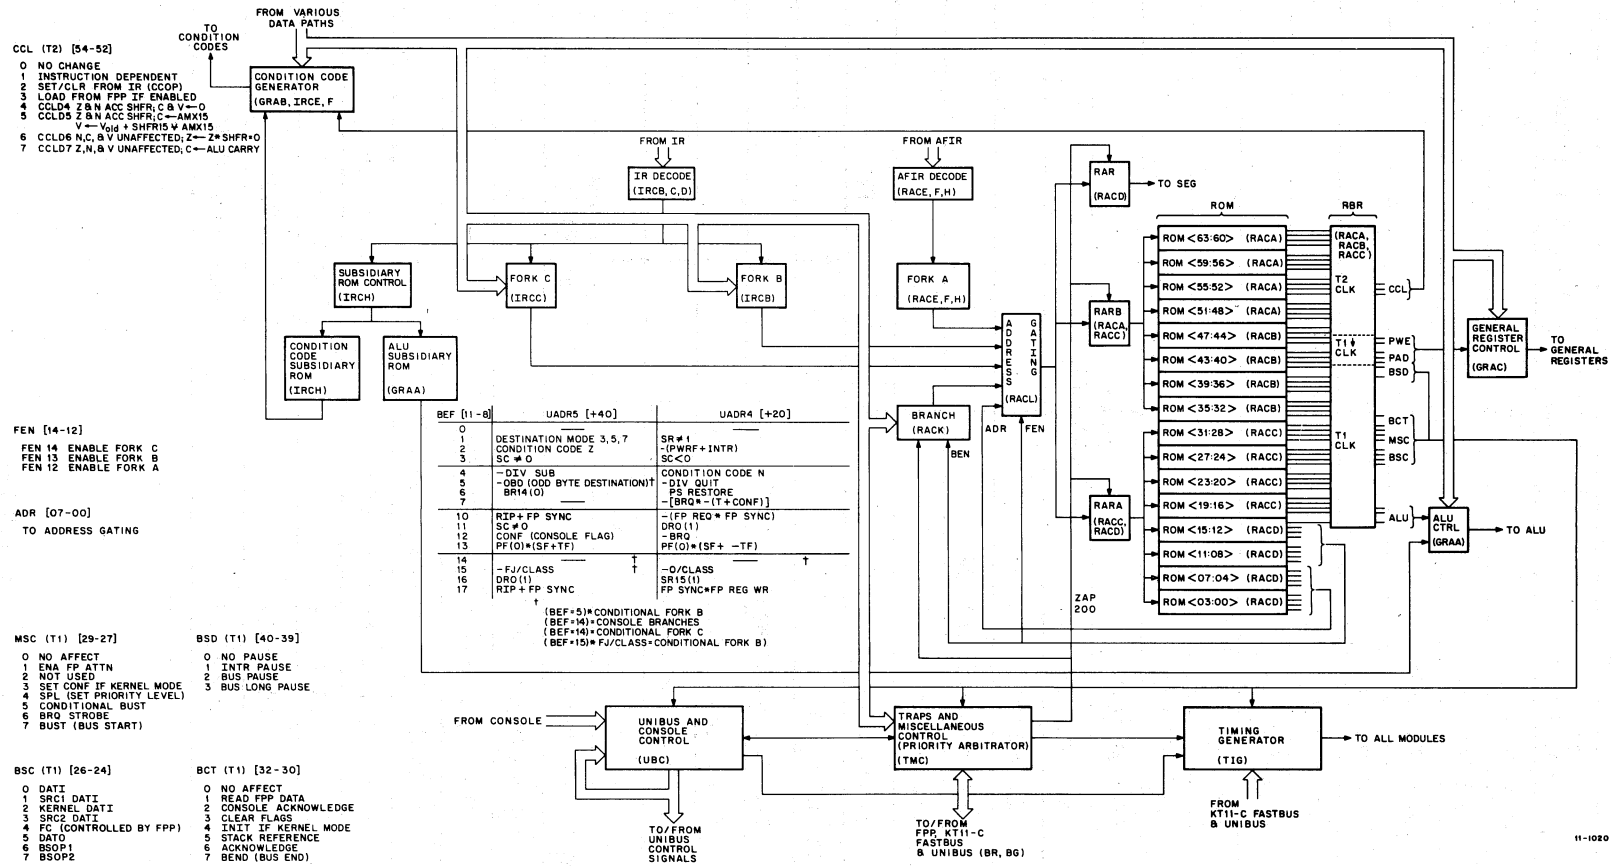 FROM VARIOUS
DATA PATHS
TO
CONDITION
CODES
CCL (T2) [54-52]
0 NO CHANGE
1 INSTRUCTION DEPENDENT
2 SET/CLR FROM IR (CCOP)
3 LOAD FROM FPP IF ENABLED
4 CCLD4 Z & N ACC SHFR; C & V←0
5 CCLD5 Z & N ACC SHFR; C←AMX15
V←Vold + SHFR15 ⩝ AMX15
6 CCLD6 N,C, & V UNAFFECTED; Z←Z*SHFR=0
7 CCLD7 Z,N, & V UNAFFECTED; C←ALU CARRY
CONDITION CODE
GENERATOR
(GRAB, IRCE, F
FROM IR
IR DECODE
(IRCB, C, D)
FROM AFIR
AFIR DECODE
(RACE, F, H)
RAR
(RACD)
TO SEG
ROM
RBR
SUBSIDIARY
ROM CONTROL
(IRCH)
FORK C
(IRCC)
FORK B
(IRCB)
FORK A
(RACE, F, H)
CONDITION
CODE
SUBSIDIARY
ROM
(IRCH)
ALU
SUBSIDIARY
ROM
(GRAA)
ADDRESS
GATING
(RACL)
RARB
(RACA,
RACC)
RARA
(RACC,
RACD)
ROM <63:60> (RACA)
ROM <59:56> (RACA)
ROM <55:52> (RACA)
ROM <51:48> (RACA)
ROM <47:44> (RACB)
ROM <43:40> (RACB)
ROM <39:36> (RACB)
ROM <35:32> (RACB)
ROM <31:28> (RACC)
ROM <27:24> (RACC)
ROM <23:20> (RACC)
ROM <19:16> (RACC)
ROM <15:12> (RACD)
ROM <11:08> (RACD)
ROM <07:04> (RACD)
ROM <03:00> (RACD)
(RACA,
RACB,
RACC)
T2
CLK
T1↓
CLK
T1
CLK
CCL
PWE
PAD
BSD
BCT
MSC
BSC
ALU
GENERAL
REGISTER
CONTROL
(GRAC)
TO
GENERAL
REGISTERS
ALU
CTRL
(GRAA)
TO ALU
BRANCH
(RACK)
ADR
FEN
BEN
ZAP
200
FEN [14-12]
FEN 14 ENABLE FORK C
FEN 13 ENABLE FORK B
FEN 12 ENABLE FORK A
ADR [07-00]
TO ADDRESS GATING
BEF [11-8] UADR5 [+40] UADR4 [+20]
0 — —
1 DESTINATION MODE 3,5,7 SR≠1
2 CONDITION CODE Z -(PWRF+INTR)
3 SC≠0 SC<0
4 -DIV SUB CONDITION CODE N
5 -OBD (ODD BYTE DESTINATION)† -DIV QUIT
6 BR14(0) PS RESTORE
7 — -[BRQ*-(T+CONF)]
10 RIP+FP SYNC -(FP REQ*FP SYNC)
11 SC≠0 DRO(1)
12 CONF (CONSOLE FLAG) -BRQ
13 PF(0)*(SF+TF) PF(0)*(SF+ -TF)
14 — † — †
15 -FJ/CLASS † -O/CLASS
16 DRO(1) SR15(1)
17 RIP+FP SYNC FP SYNC*FP REG WR
†
(BEF=5)*CONDITIONAL FORK B
(BEF=14)=CONSOLE BRANCHES
(BEF=14)=CONDITIONAL FORK C
(BEF=15)*FJ/CLASS=CONDITIONAL FORK B)
MSC (T1) [29-27]
0 NO AFFECT
1 ENA FP ATTN
2 NOT USED
3 SET CONF IF KERNEL MODE
4 SPL (SET PRIORITY LEVEL)
5 CONDITIONAL BUST
6 BRQ STROBE
7 BUST (BUS START)
BSD (T1) [40-39]
0 NO PAUSE
1 INTR PAUSE
2 BUS PAUSE
3 BUS LONG PAUSE
BSC (T1) [26-24]
0 DATI
1 SRC1 DATI
2 KERNEL DATI
3 SRC2 DATI
4 FC (CONTROLLED BY FPP)
5 DATO
6 BSOP1
7 BSOP2
BCT (T1) [32-30]
0 NO AFFECT
1 READ FPP DATA
2 CONSOLE ACKNOWLEDGE
3 CLEAR FLAGS
4 INIT IF KERNEL MODE
5 STACK REFERENCE
6 ACKNOWLEDGE
7 BEND (BUS END)
FROM CONSOLE
UNIBUS AND
CONSOLE
CONTROL
(UBC)
TRAPS AND
MISCELLANEOUS
CONTROL
(PRIORITY ARBITRATOR)
(TMC)
TIMING
GENERATOR
(TIG)
TO ALL MODULES
TO/FROM
UNIBUS
CONTROL
SIGNALS
TO/FROM
FPP, KT11-C
FASTBUS
& UNIBUS (BR, BG)
FROM
KT11-C FASTBUS
& UNIBUS
11-1020